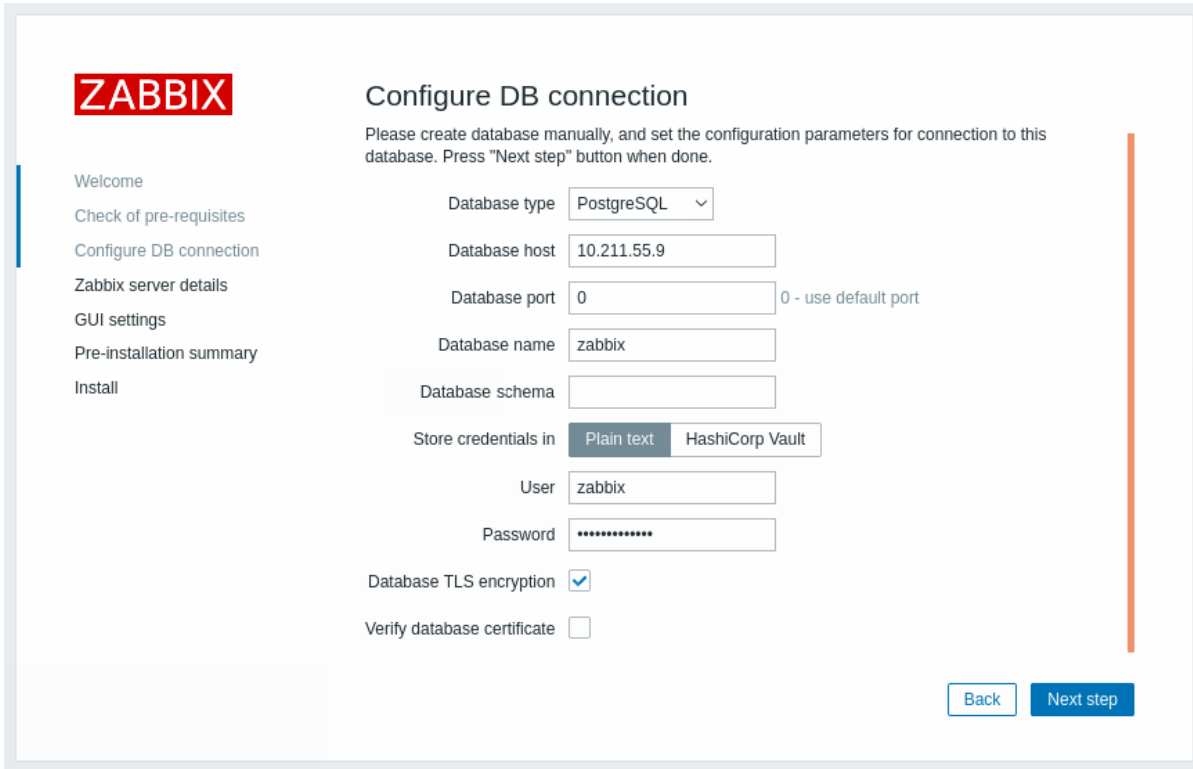 ZABBIX
Welcome
Check of pre-requisites
Configure DB connection
Zabbix server details
GUI settings
Pre-installation summary
Install
Configure DB connection
Please create database manually, and set the configuration parameters for connection to this
database. Press "Next step" button when done.
Database type PostgreSQL
Database host 10.211.55.9
Database port 0 0 - use default port
Database name zabbix
Database schema
Store credentials in Plain text HashiCorp Vault
User zabbix
Password •••••••••••••
Database TLS encryption
Verify database certificate
Back Next step